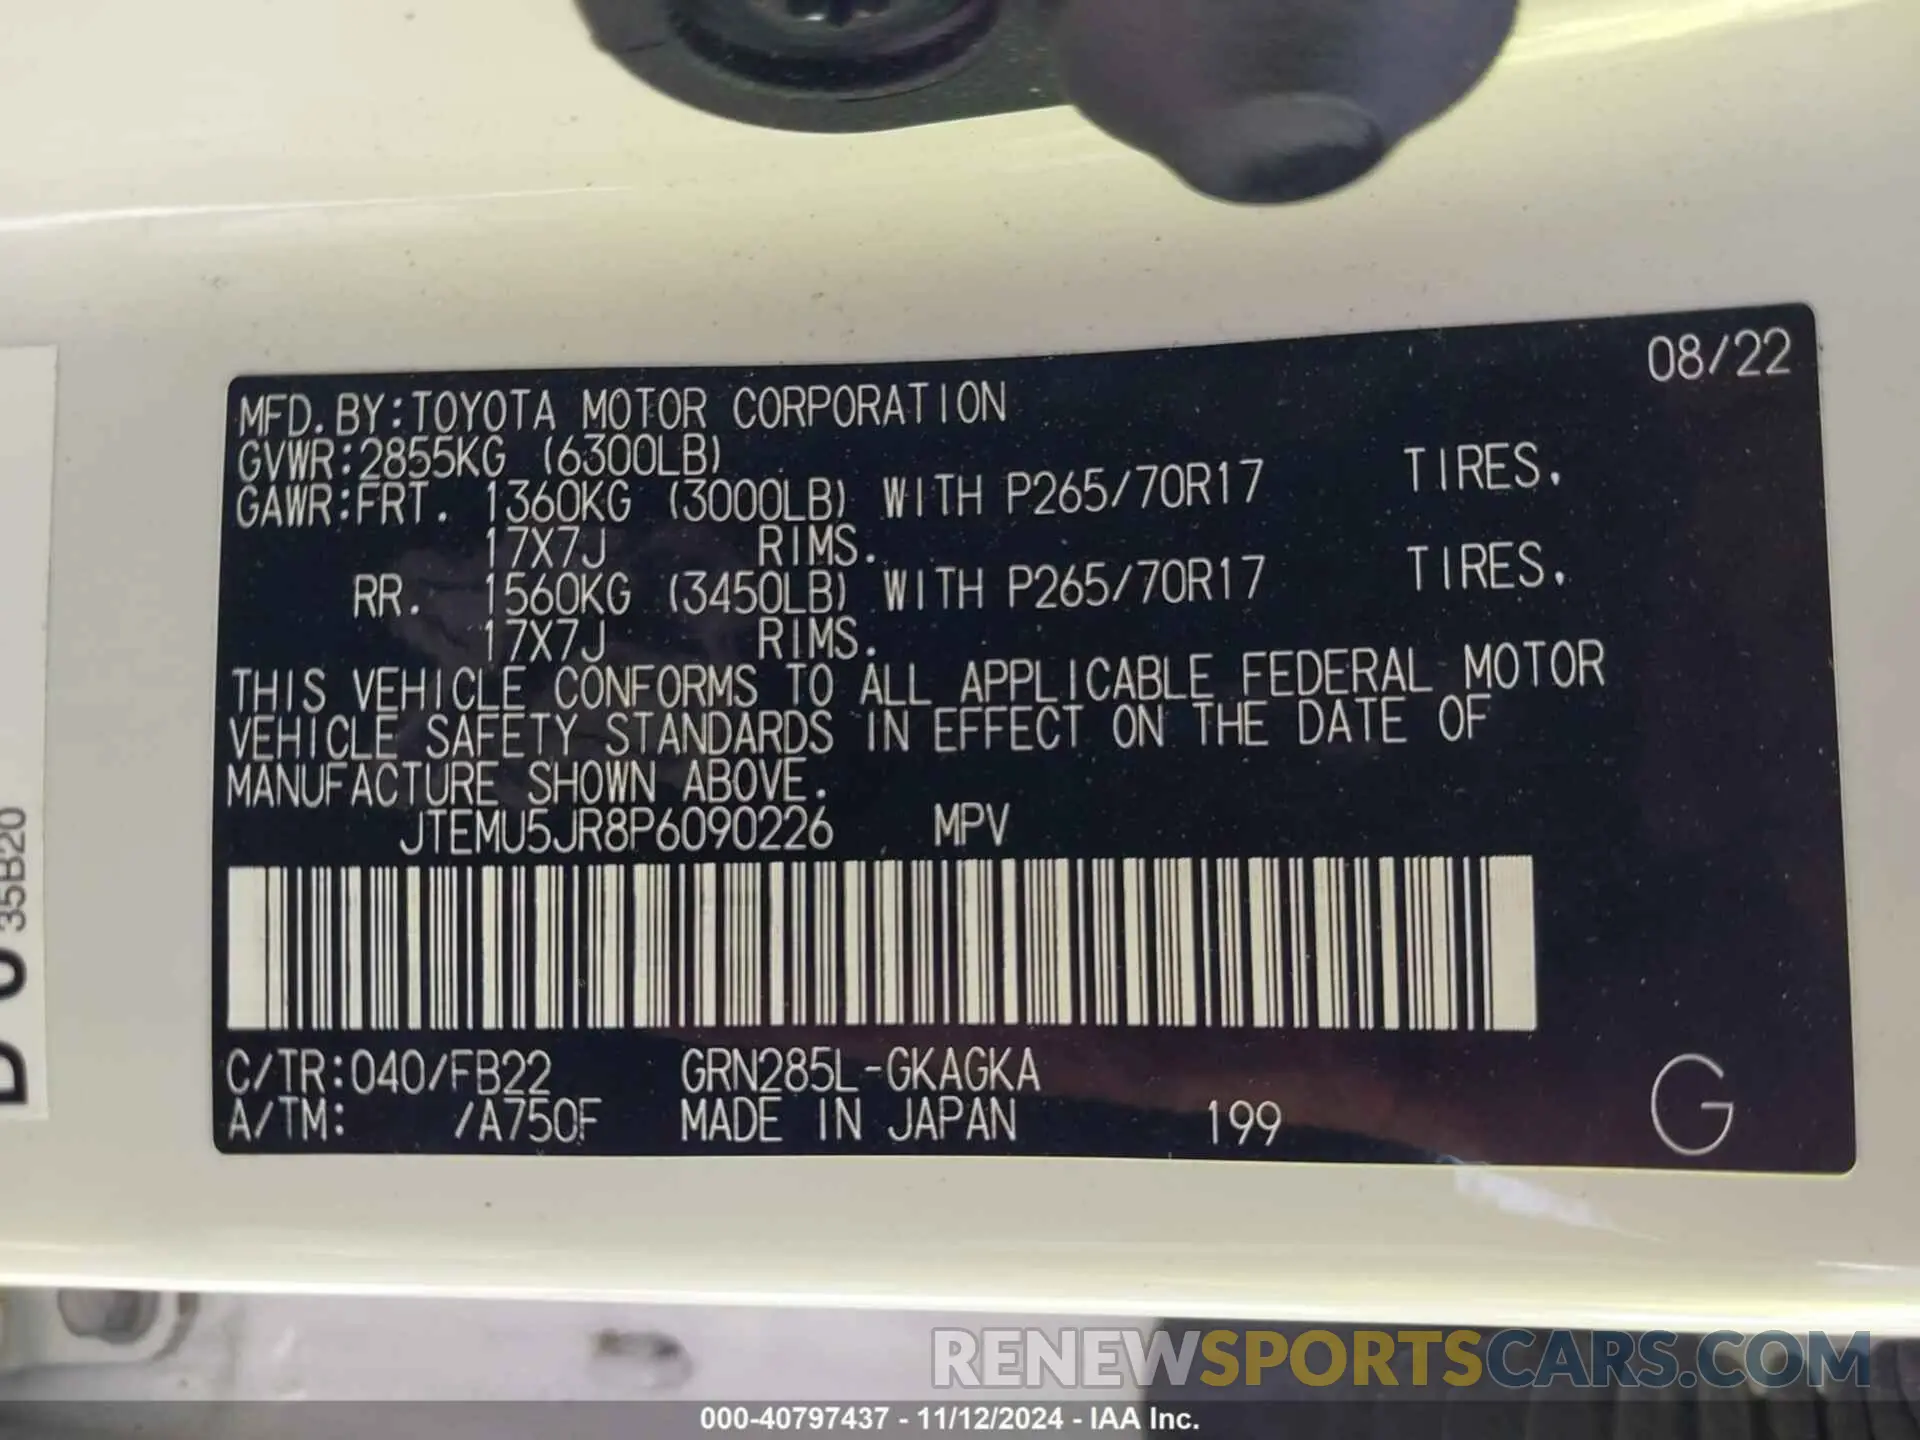 08/22
MFD.BY:TOYOTA MOTOR CORPORATION
GVWR:2855KG (6300LB)
GAWR:FRT. 1360KG (3000LB) WITH P265/70R17 TIRES.
17X7J RIMS.
RR. 1560KG (3450LB) WITH P265/70R17 TIRES.
17X7J RIMS.
THIS VEHICLE CONFORMS TO ALL APPLICABLE FEDERAL MOTOR
VEHICLE SAFETY STANDARDS IN EFFECT ON THE DATE OF
MANUFACTURE SHOWN ABOVE.
JTEMU5JR8P6090226 MPV
C/TR:040/FB22 GRN285L-GKAGKA
A/TM: /A750F MADE IN JAPAN 199 G
35B20
RENEWSPORTSCARS.COM
000-40797437 - 11/12/2024 - IAA Inc.